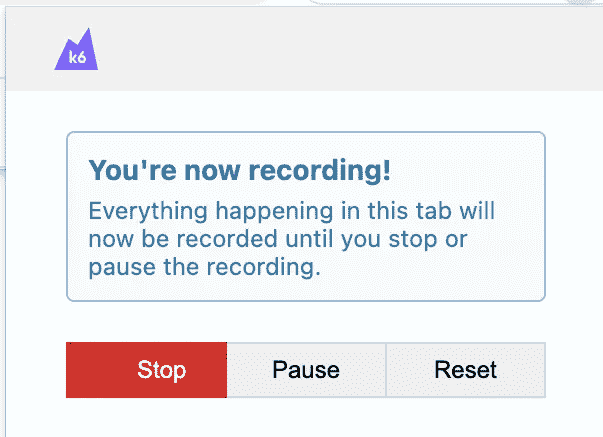 k6
You're now recording!
Everything happening in this tab will
now be recorded until you stop or
pause the recording.
Stop Pause Reset